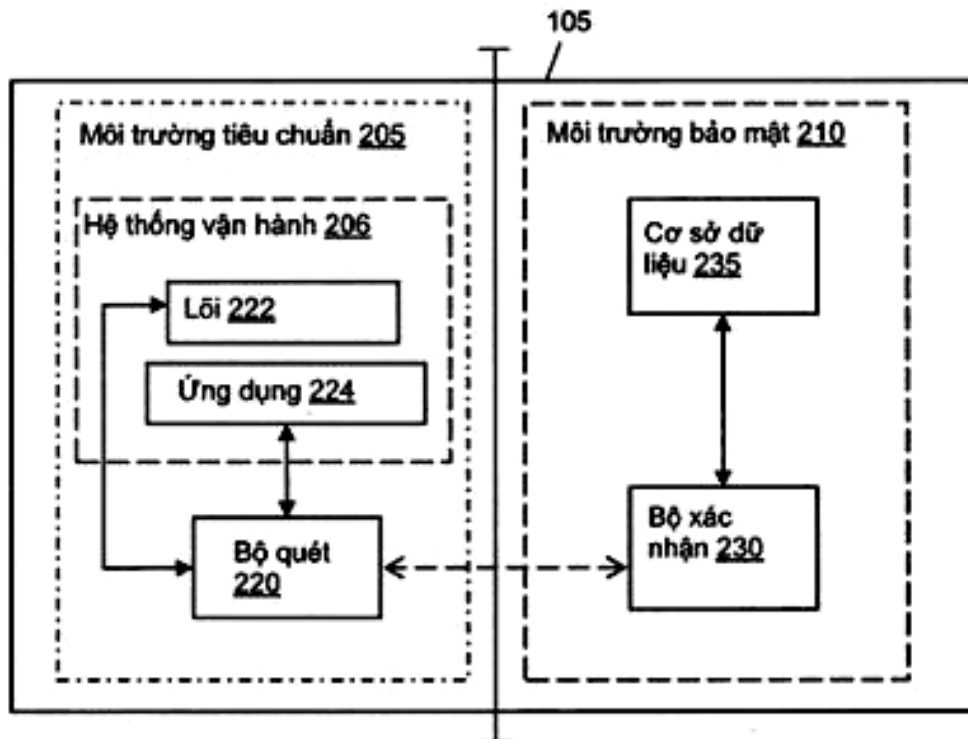 105
Môi trường tiêu chuẩn 205
Môi trường bảo mật 210
Hệ thống vận hành 206
Lõi 222
Ứng dụng 224
Bộ quét
220
Cơ sở dữ
liệu 235
Bộ xác
nhận 230